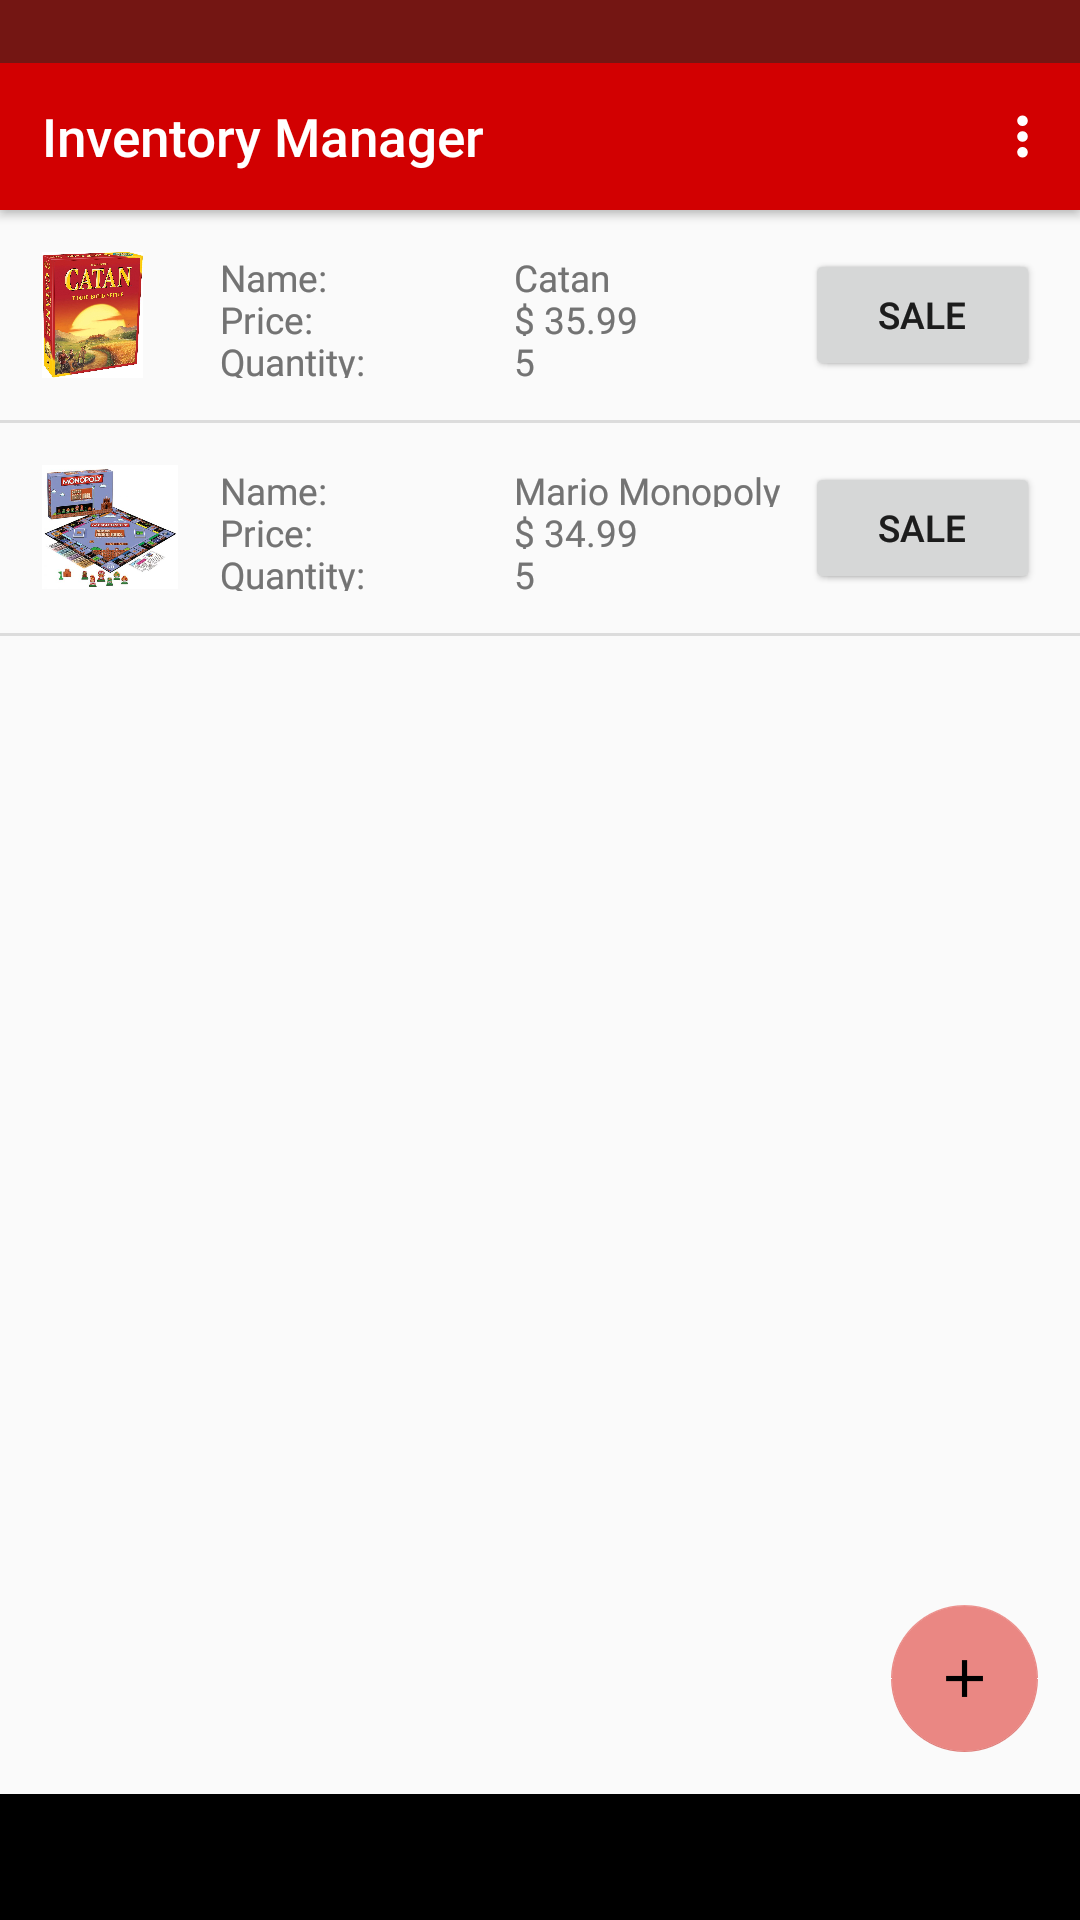 Inventory Manager
CATAN
Name: Catan
Price: $ 35.99
Quantity: 5
SALE
MONOPOLY
Name: Mario Monopoly
Price: $ 34.99
Quantity: 5
SALE